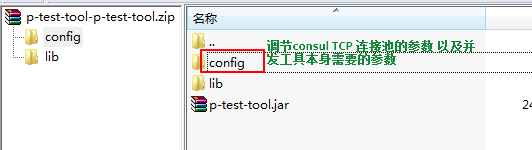 p-test-tool-p-test-tool.zip
config
lib
名称
..
调节consul TCP 连接池的参数 以及并
发工具本身需要的参数
config
lib
p-test-tool.jar
24